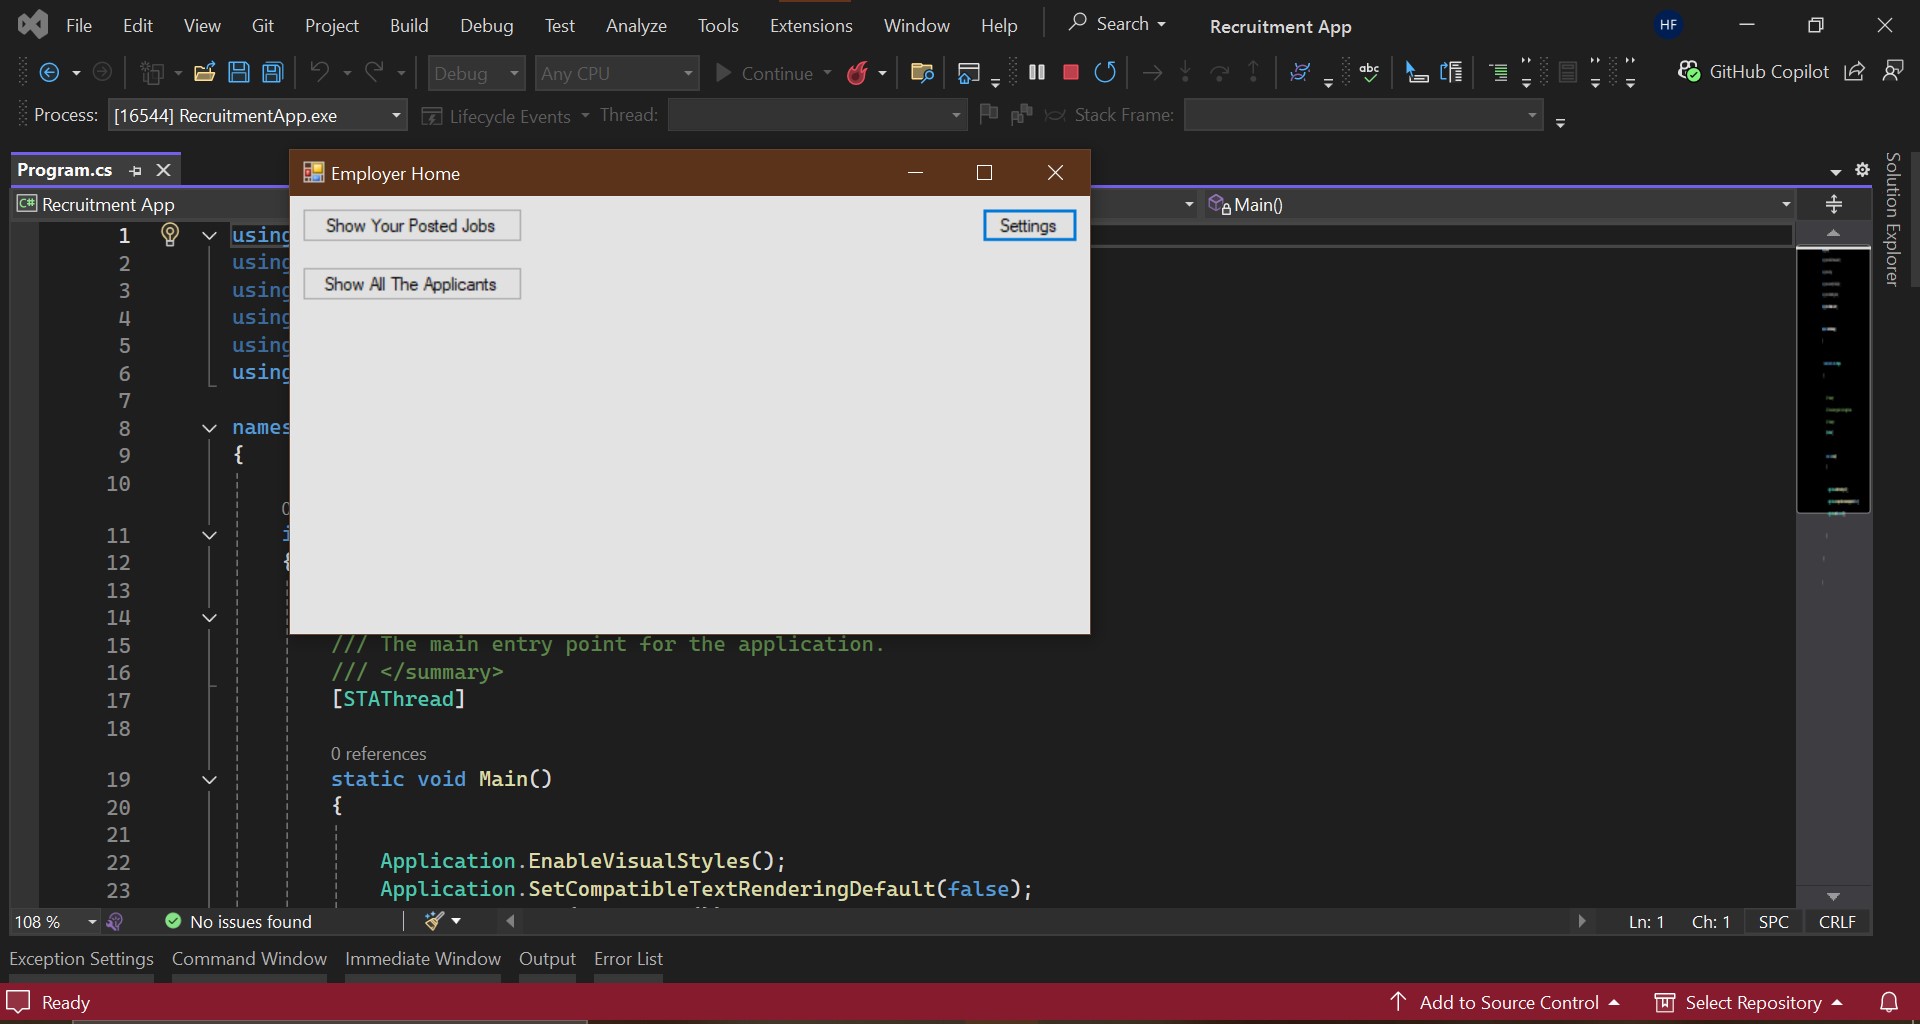 File Edit View Git Project Build Debug Test Analyze Tools Extensions Window Help Search Recruitment App HF
Debug Any CPU Continue abc GitHub Copilot
Process: [16544] RecruitmentApp.exe Lifecycle Events Thread: Stack Frame:
Program.cs
Employer Home
C# Recruitment App Main()
Show Your Posted Jobs Settings
Show All The Applicants
Solution Explorer
1 using
2 using
3 using
4 using
5 using
6 using
7
8 names
9 {
10
0
11 i
12 {
13
14
15 /// The main entry point for the application.
16 /// </summary>
17 [STAThread]
18
0 references
19 static void Main()
20 {
21
22 Application.EnableVisualStyles();
23 Application.SetCompatibleTextRenderingDefault(false);
108 % No issues found Ln: 1 Ch: 1 SPC CRLF
Exception Settings Command Window Immediate Window Output Error List
Ready Add to Source Control Select Repository